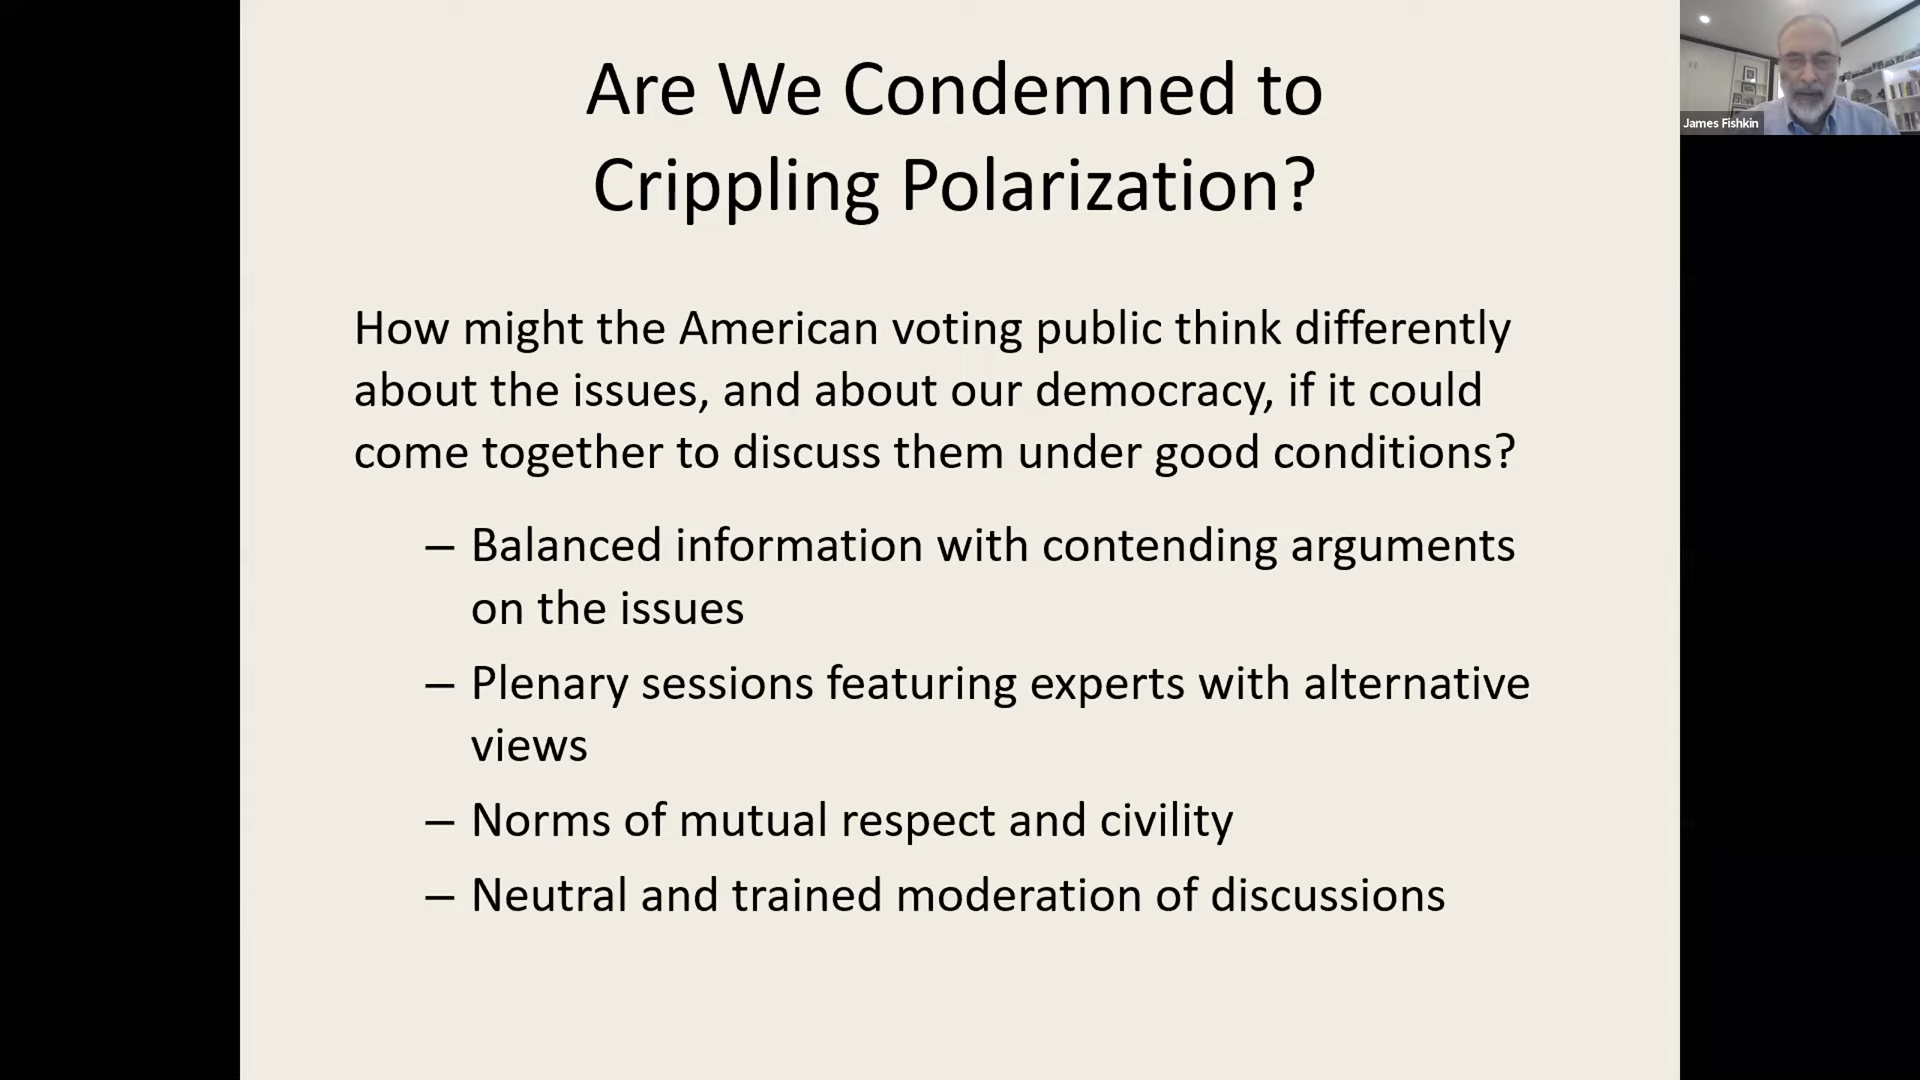 Are We Condemned to
Crippling Polarization?
How might the American voting public think differently
about the issues, and about our democracy, if it could
come together to discuss them under good conditions?
– Balanced information with contending arguments
on the issues
– Plenary sessions featuring experts with alternative
views
– Norms of mutual respect and civility
– Neutral and trained moderation of discussions
James Fishkin